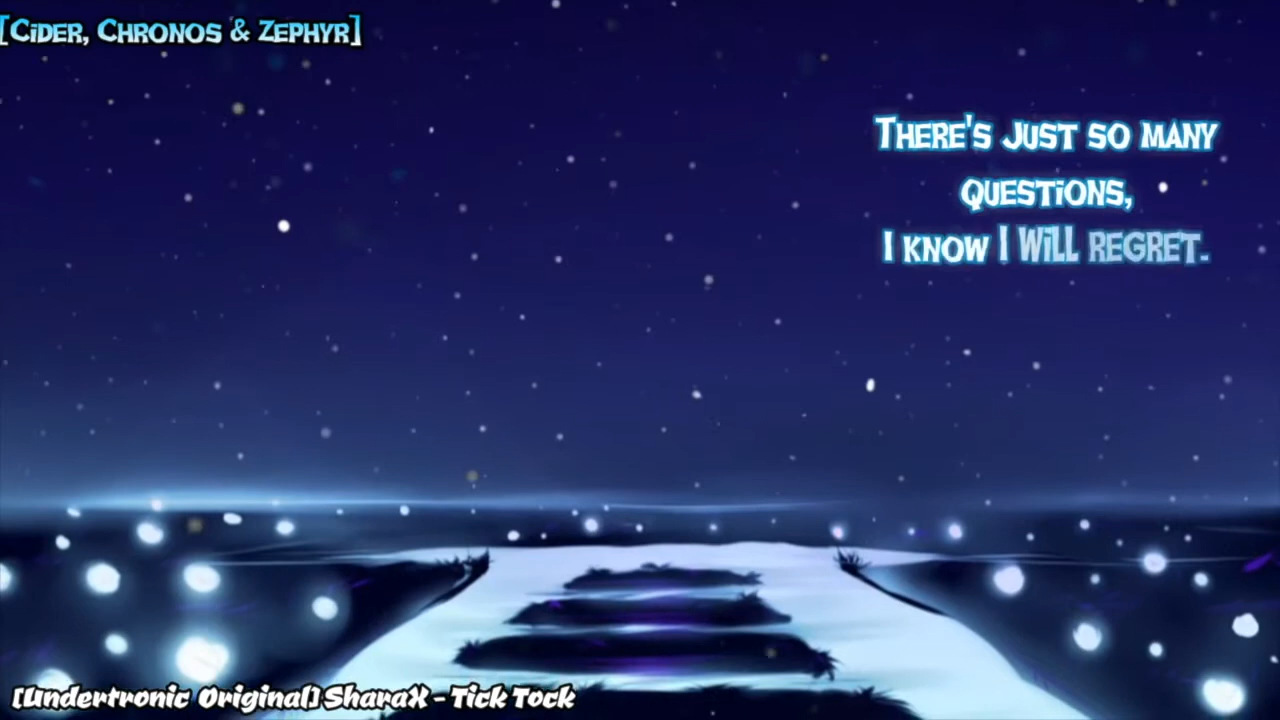 [Cider, Chronos & Zephyr]
There's just so many
questions,
I know I will regret.
[Undertronic Original] SharaX - Tick Tock